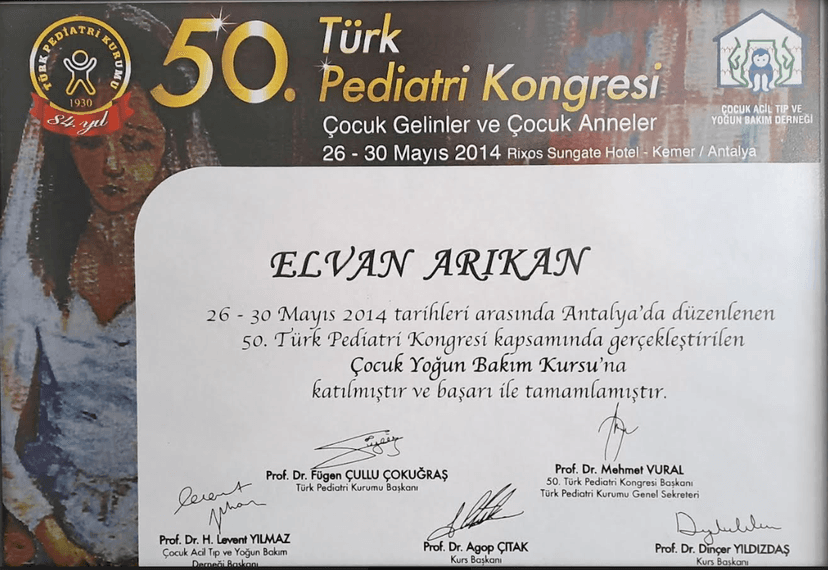 TÜRK PEDİATRİ KURUMU
1930
84. yıl
50. Türk
Pediatri Kongresi
Çocuk Gelinler ve Çocuk Anneler
26 - 30 Mayıs 2014 Rixos Sungate Hotel - Kemer / Antalya
ÇOCUK ACİL TIP VE
YOĞUN BAKIM DERNEĞİ
ELVAN ARIKAN
26 - 30 Mayıs 2014 tarihleri arasında Antalya'da düzenlenen
50. Türk Pediatri Kongresi kapsamında gerçekleştirilen
Çocuk Yoğun Bakım Kursu'na
katılmıştır ve başarı ile tamamlamıştır.
Prof. Dr. Fügen ÇULLU ÇOKUĞRAŞ
Türk Pediatri Kurumu Başkanı
Prof. Dr. Mehmet VURAL
50. Türk Pediatri Kongresi Başkanı
Türk Pediatri Kurumu Genel Sekreteri
Prof. Dr. H. Levent YILMAZ
Çocuk Acil Tıp ve Yoğun Bakım
Derneği Başkanı
Prof. Dr. Agop ÇITAK
Kurs Başkanı
Prof. Dr. Dinçer YILDIZDAŞ
Kurs Başkanı